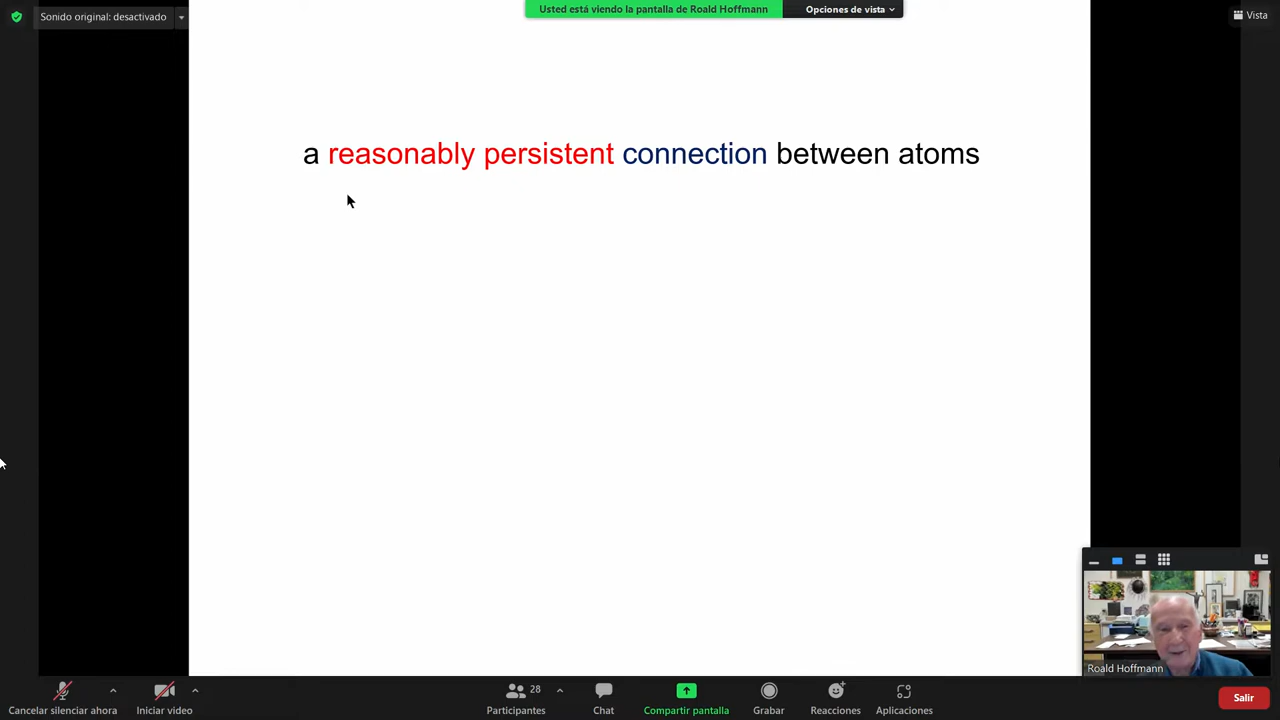 Sonido original: desactivado
Usted está viendo la pantalla de Roald Hoffmann
Opciones de vista
Vista
a reasonably persistent connection between atoms
Roald Hoffmann
Cancelar silenciar ahora
Iniciar video
28
Participantes
Chat
Compartir pantalla
Grabar
Reacciones
Aplicaciones
Salir